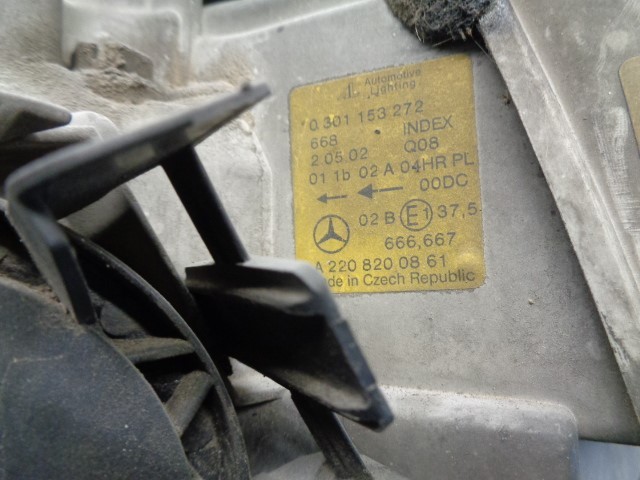 Automotive
Lighting
0 301 153 272
668 INDEX
2 05.02 Q08
01 1b 02 A 04HR PL
00DC
02 B E1 37,5
666,667
A 220 820 08 61
in Czech Republic